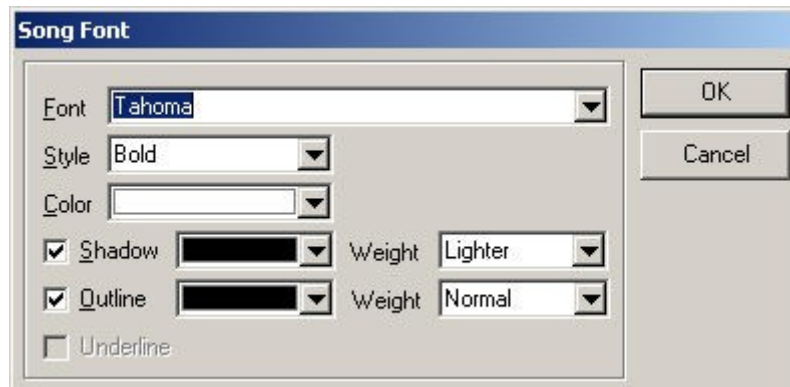 Song Font
Font Tahoma
OK
Style Bold
Cancel
Color
Shadow Weight Lighter
Outline Weight Normal
Underline